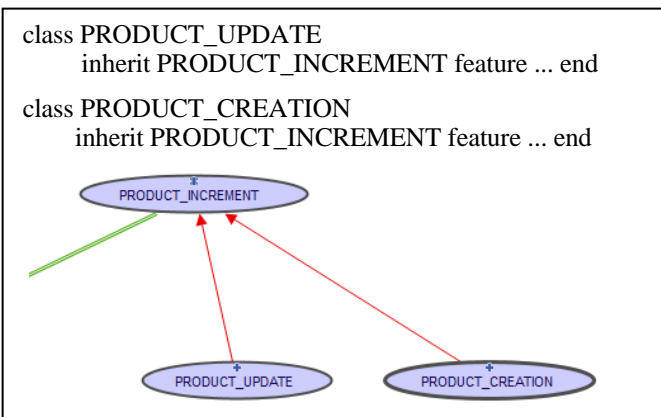 class PRODUCT_UPDATE
inherit PRODUCT_INCREMENT feature ... end
class PRODUCT_CREATION
inherit PRODUCT_INCREMENT feature ... end
*
PRODUCT_INCREMENT
+
PRODUCT_UPDATE
+
PRODUCT_CREATION